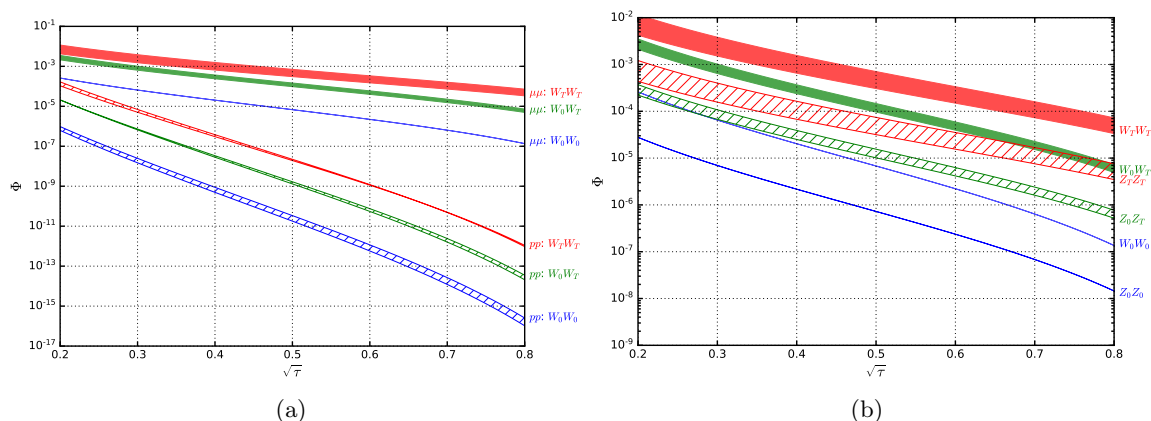 10^-1
10^-3
10^-5
10^-7
10^-9
10^-11
10^-13
10^-15
10^-17
Φ
0.2 0.3 0.4 0.5 0.6 0.7 0.8
√τ
μμ: W_T W_T
μμ: W_0 W_T
μμ: W_0 W_0
pp: W_T W_T
pp: W_0 W_T
pp: W_0 W_0
(a)
10^-2
10^-3
10^-4
10^-5
10^-6
10^-7
10^-8
10^-9
Φ
0.2 0.3 0.4 0.5 0.6 0.7 0.8
√τ
W_T W_T
W_0 W_T
Z_T Z_T
Z_0 Z_T
W_0 W_0
Z_0 Z_0
(b)